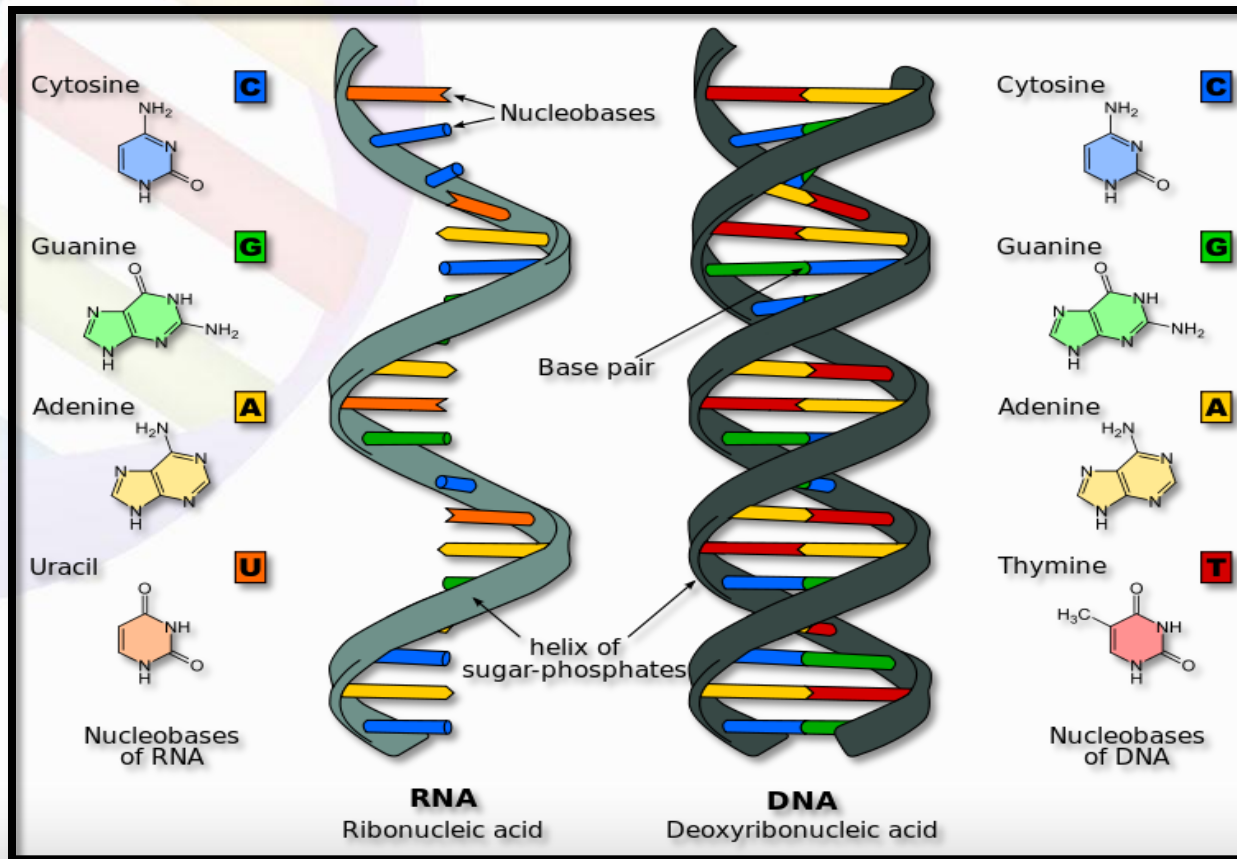 Cytosine
C
NH₂
N
N
H
O
Guanine
G
O
N
NH
N
H
N
NH₂
Adenine
A
H₂N
N
N
N
H
N
Uracil
U
O
NH
N
H
O
Nucleobases
of RNA
Nucleobases
Base pair
helix of
sugar-phosphates
RNA
Ribonucleic acid
DNA
Deoxyribonucleic acid
Cytosine
C
NH₂
N
N
H
O
Guanine
G
O
N
NH
N
H
N
NH₂
Adenine
A
H₂N
N
N
N
H
N
Thymine
T
O
H₃C
NH
N
H
O
Nucleobases
of DNA